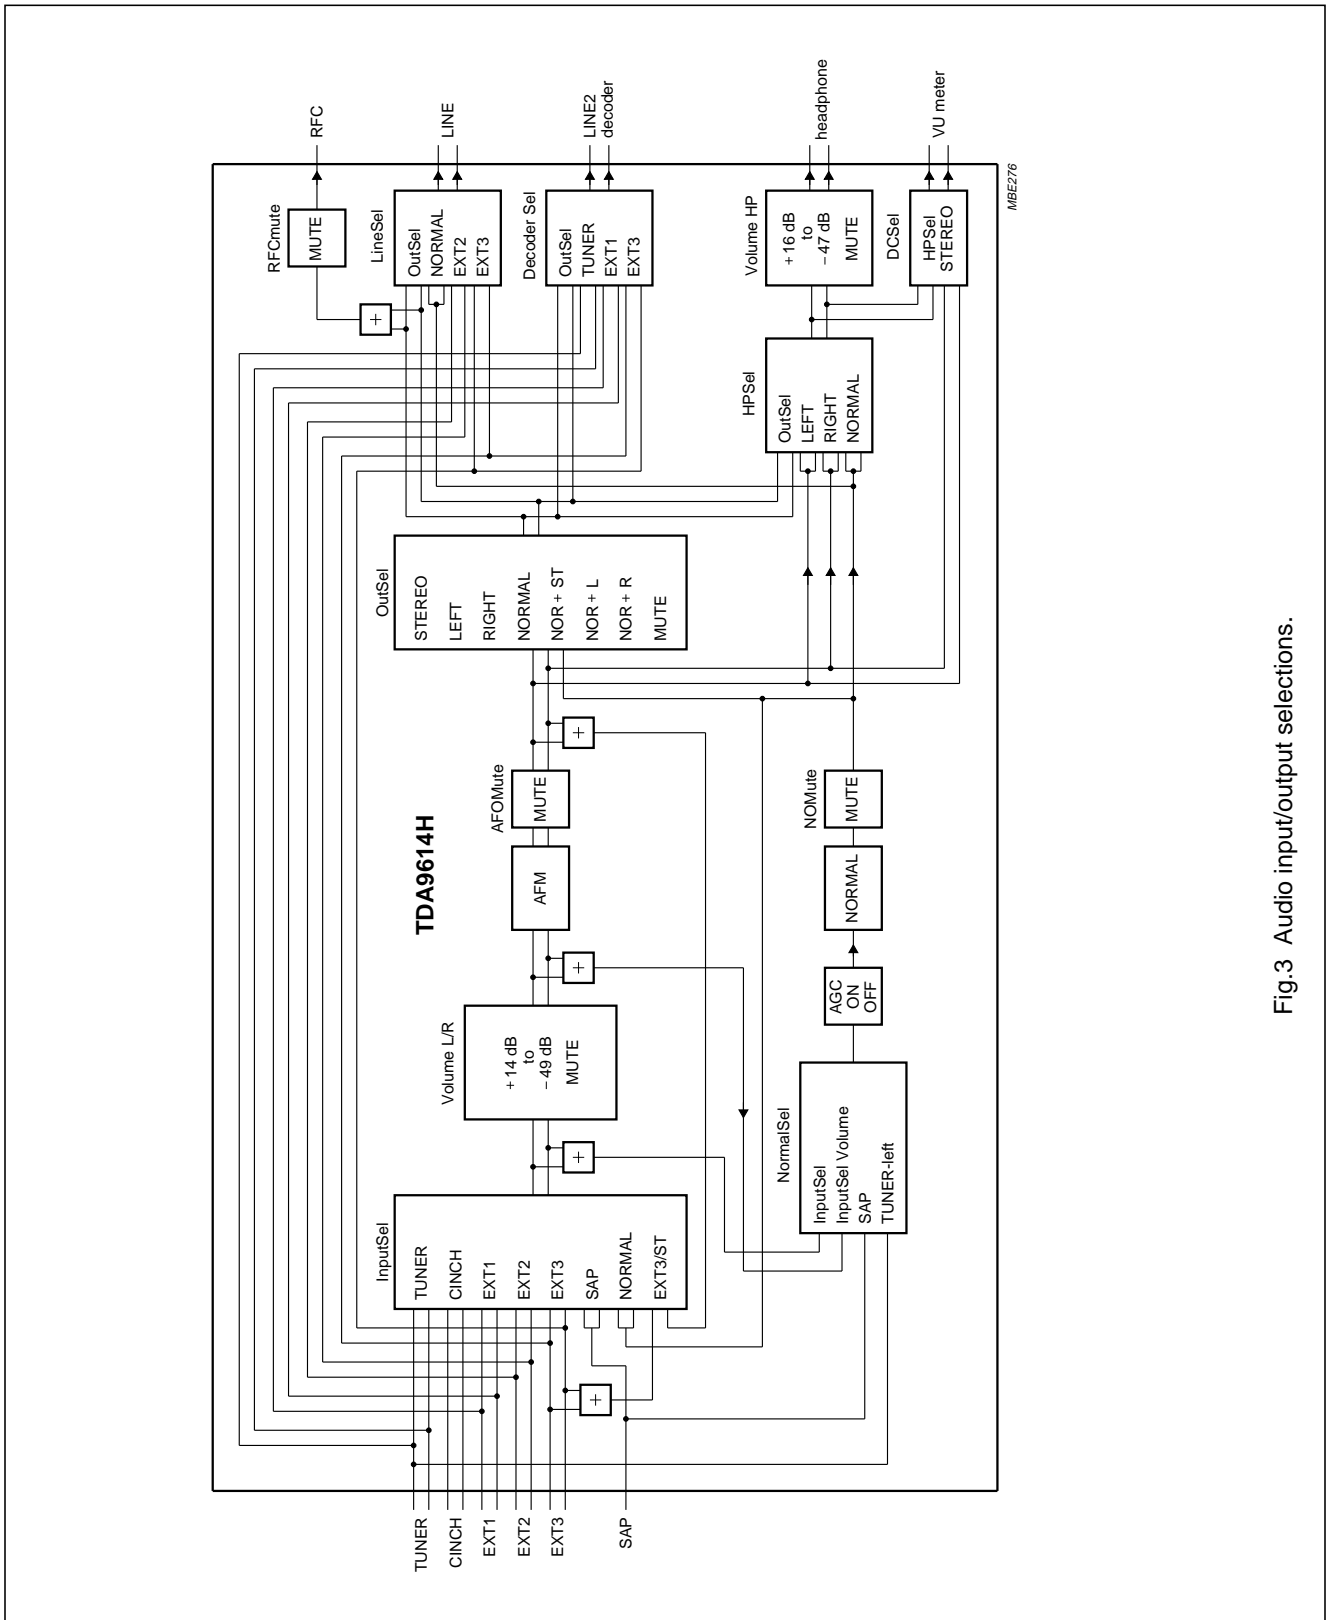 TUNER
CINCH
EXT1
EXT2
EXT3
SAP
InputSel
TUNER
CINCH
EXT1
EXT2
EXT3
SAP
NORMAL
EXT3/ST
+
+
Volume L/R
+14 dB
to
−49 dB
MUTE
+
NormalSel
InputSel
InputSel Volume
SAP
TUNER-left
TDA9614H
AFM
AFOMute
MUTE
+
AGC
ON
OFF
NORMAL
NOMute
MUTE
OutSel
STEREO
LEFT
RIGHT
NORMAL
NOR + ST
NOR + L
NOR + R
MUTE
HPSel
OutSel
LEFT
RIGHT
NORMAL
+
RFCmute
MUTE
LineSel
OutSel
NORMAL
EXT2
EXT3
Decoder Sel
OutSel
TUNER
EXT1
EXT3
Volume HP
+16 dB
to
−47 dB
MUTE
DCSel
HPSel
STEREO
RFC
LINE
LINE2
decoder
headphone
VU meter
MBE276
Fig.3 Audio input/output selections.